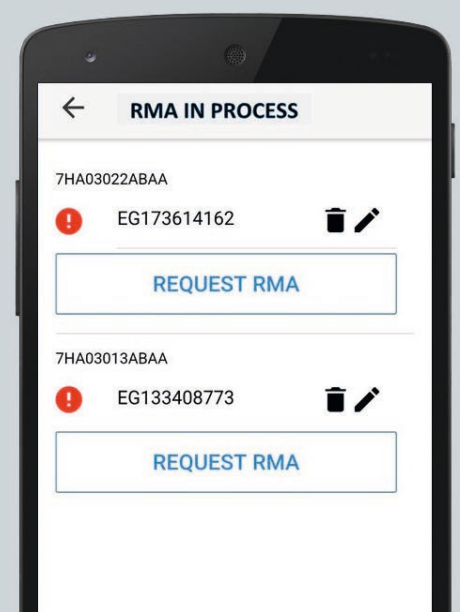 RMA IN PROCESS
7HA03022ABAA
EG173614162
REQUEST RMA
7HA03013ABAA
EG133408773
REQUEST RMA